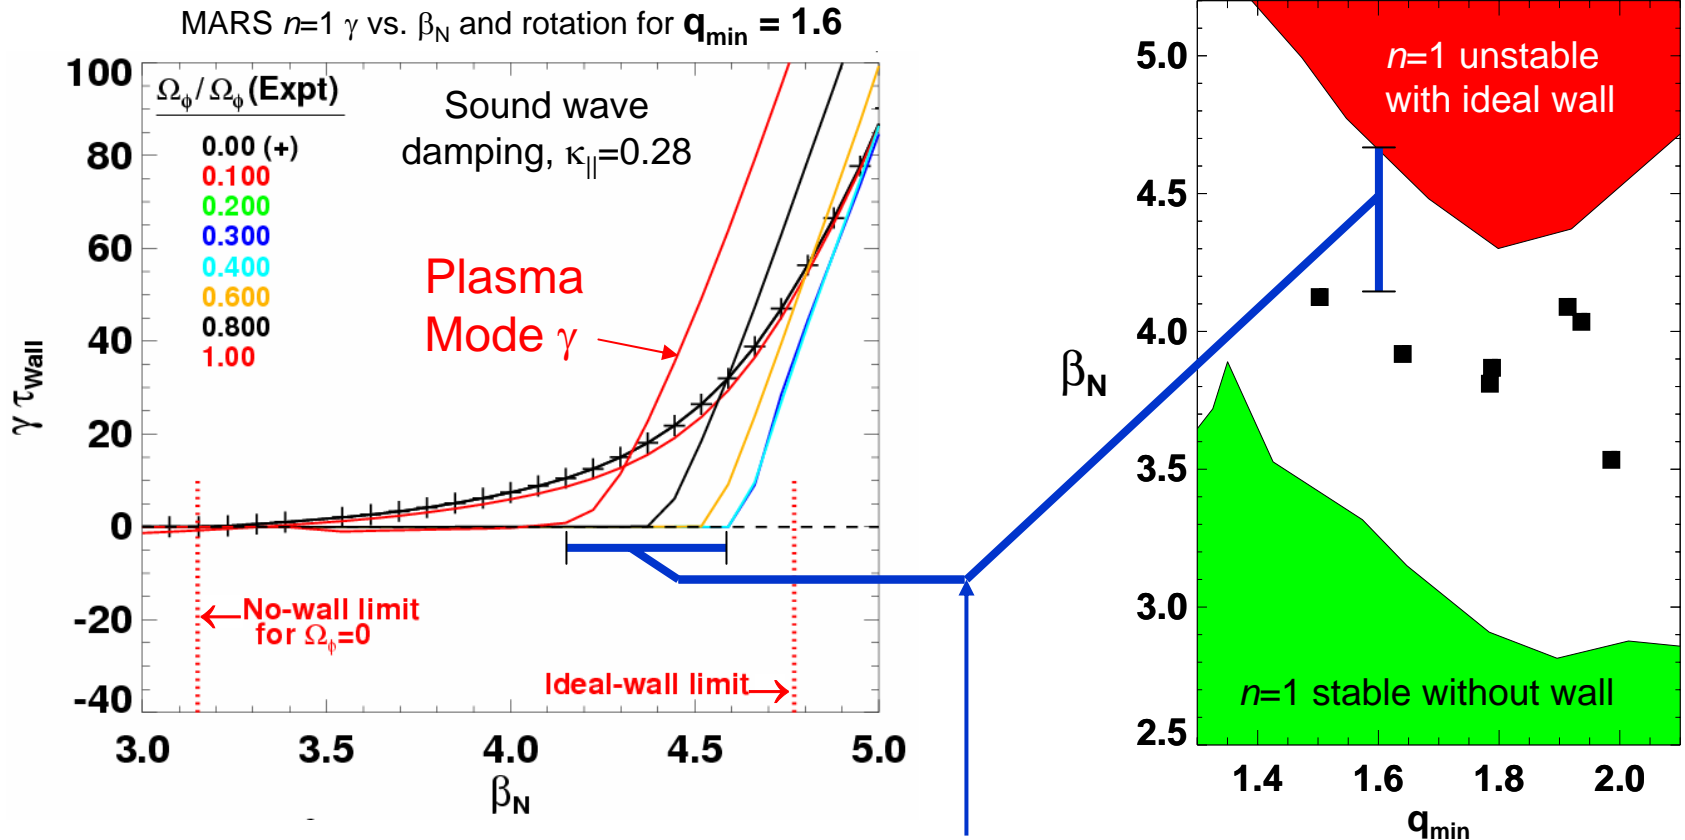 MARS n=1 γ vs. βN and rotation for qmin = 1.6
100
80
60
40
20
0
-20
-40
γ τWall
Ωϕ / Ωϕ (Expt)
0.00 (+)
0.100
0.200
0.300
0.400
0.600
0.800
1.00
Sound wave
damping, κ||=0.28
Plasma
Mode γ
No-wall limit
for Ωϕ=0
Ideal-wall limit
3.0 3.5 4.0 4.5 5.0
βN
n=1 unstable
with ideal wall
5.0
4.5
4.0
3.5
3.0
2.5
βN
n=1 stable without wall
1.4 1.6 1.8 2.0
qmin